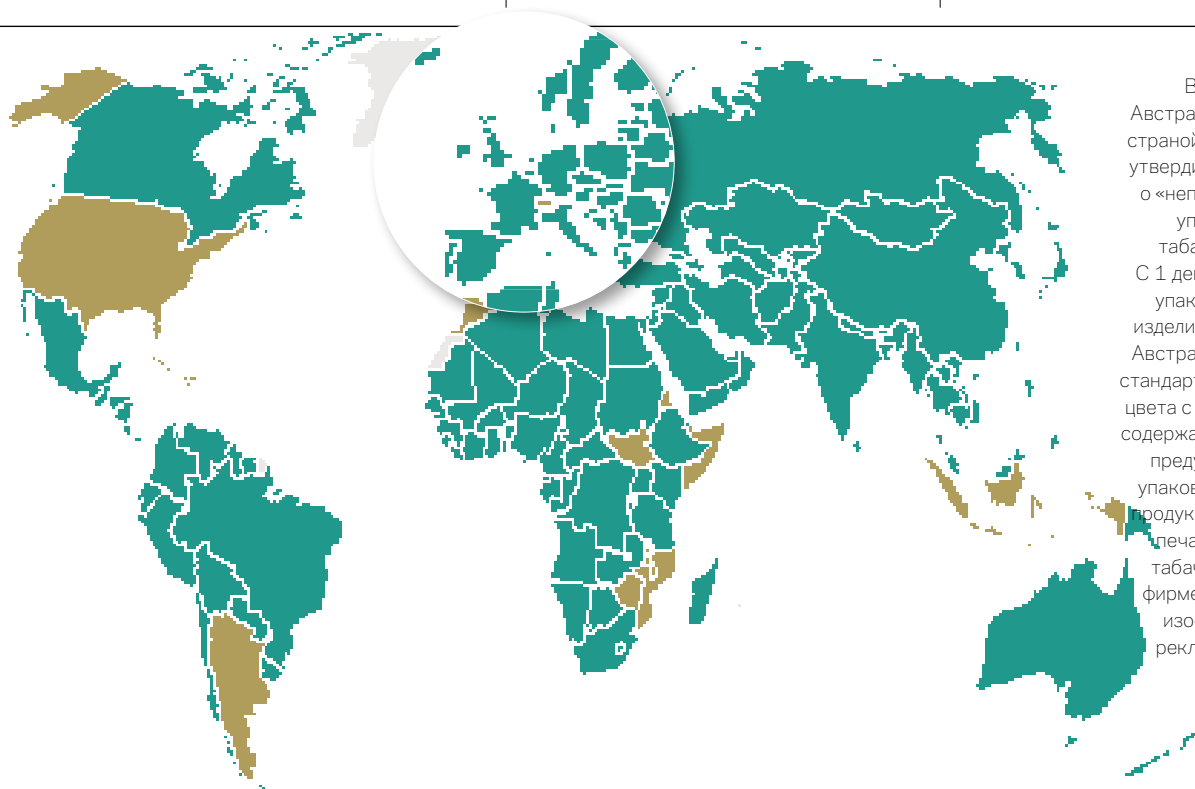 В
Австра
страной
утверди
о «неп
уп
таба
С 1 де
упак
издели
Австра
стандар
цвета с
содержа
преду
упаков
продук
печа
табач
фирме
изо
рекл